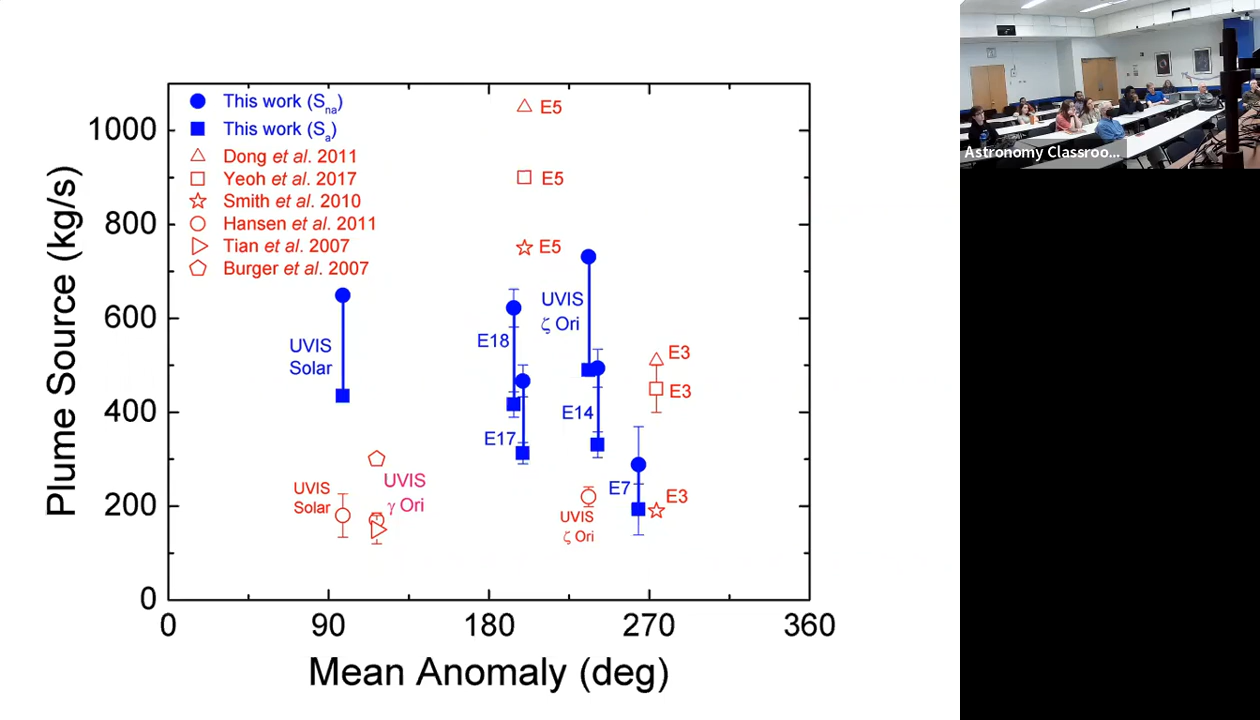 This work (Sna)
This work (Sa)
Dong et al. 2011
Yeoh et al. 2017
Smith et al. 2010
Hansen et al. 2011
Tian et al. 2007
Burger et al. 2007
E5
E5
E5
UVIS
ζ Ori
E18
UVIS
Solar
E3
E3
E14
E17
UVIS
γ Ori
UVIS
Solar
E7
E3
UVIS
ζ Ori
1000
800
600
400
200
0
Plume Source (kg/s)
0 90 180 270 360
Mean Anomaly (deg)
Astronomy Classroo...